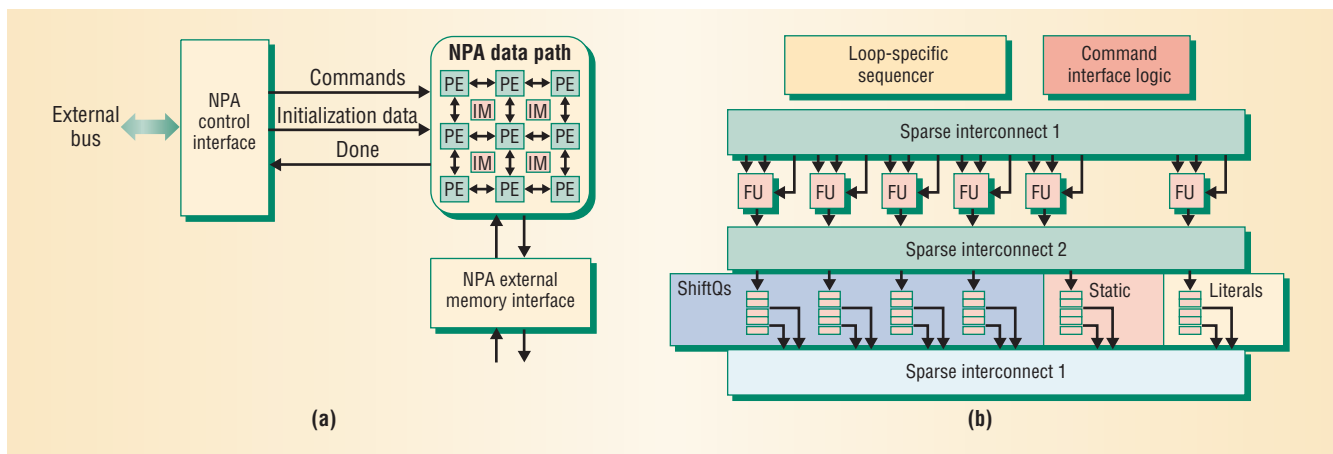 NPA data path
Commands
Initialization data
Done
External
bus
NPA
control
interface
PE
PE
PE
IM
IM
PE
PE
PE
IM
IM
PE
PE
PE
NPA external
memory interface
(a)
Loop-specific
sequencer
Command
interface logic
Sparse interconnect 1
FU
FU
FU
FU
FU
FU
Sparse interconnect 2
ShiftQs
Static
Literals
Sparse interconnect 1
(b)